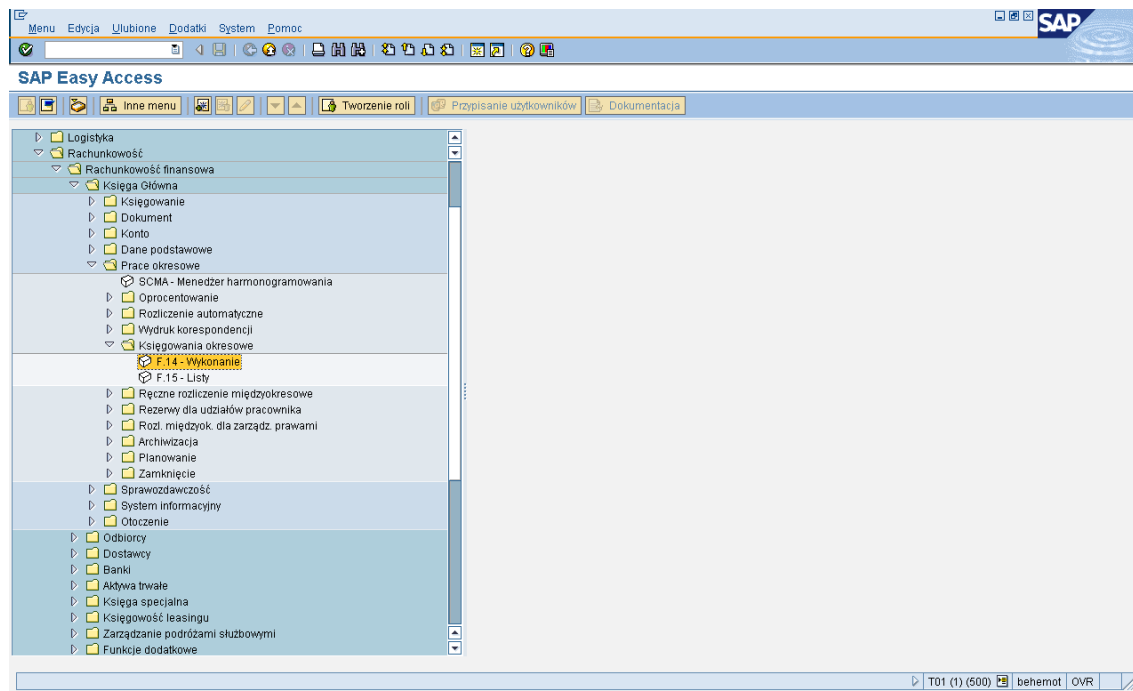 Menu Edycja Ulubione Dodatki System Pomoc
SAP
SAP Easy Access
Inne menu Tworzenie roli Przypisanie użytkowników Dokumentacja
Logistyka
Rachunkowość
Rachunkowość finansowa
Księga Główna
Księgowanie
Dokument
Konto
Dane podstawowe
Prace okresowe
SCMA - Menedżer harmonogramowania
Oprocentowanie
Rozliczenie automatyczne
Wydruk korespondencji
Księgowania okresowe
F.14 - Wykonanie
F.15 - Listy
Ręczne rozliczenie międzyokresowe
Rezerwy dla udziałów pracownika
Rozl. międzyok. dla zarządz. prawami
Archiwizacja
Planowanie
Zamknięcie
Sprawozdawczość
System informacyjny
Otoczenie
Odbiorcy
Dostawcy
Banki
Aktywa trwałe
Księga specjalna
Księgowość leasingu
Zarządzanie podróżami służbowymi
Funkcje dodatkowe
T01 (1) (500) behemot OVR